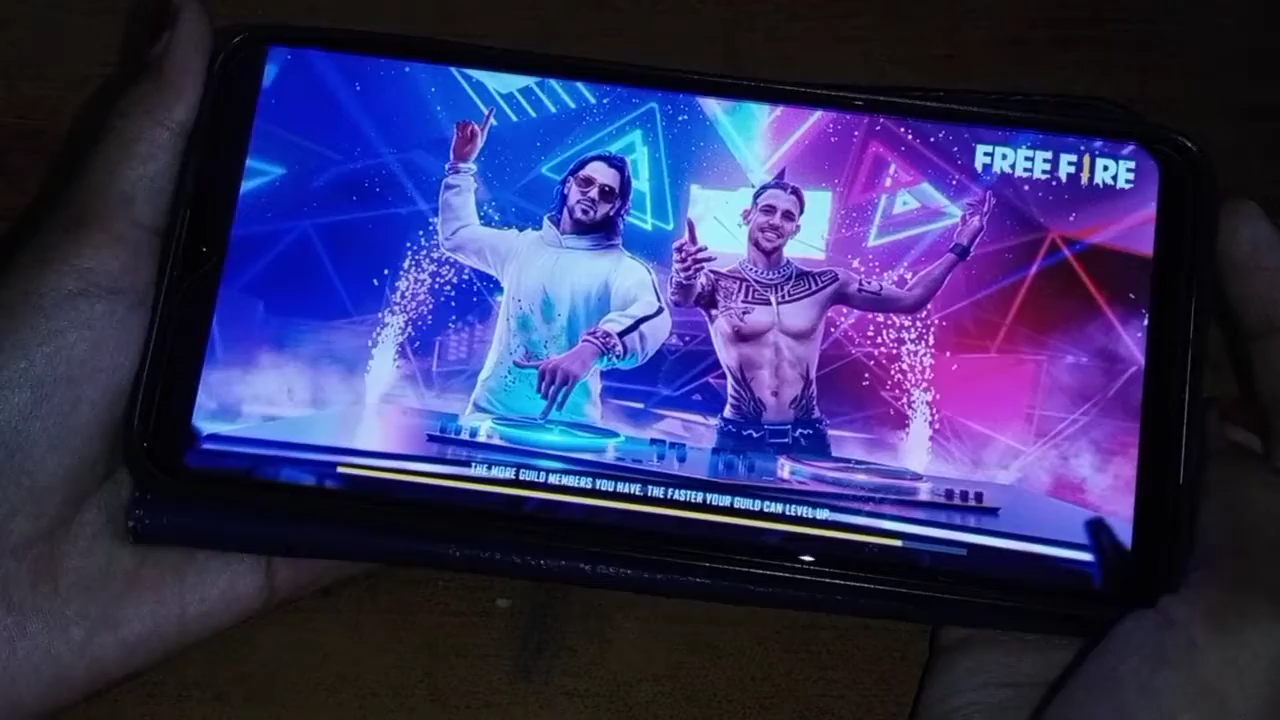 FREE FIRE
THE MORE GUILD MEMBERS YOU HAVE, THE FASTER YOUR GUILD CAN LEVEL UP.